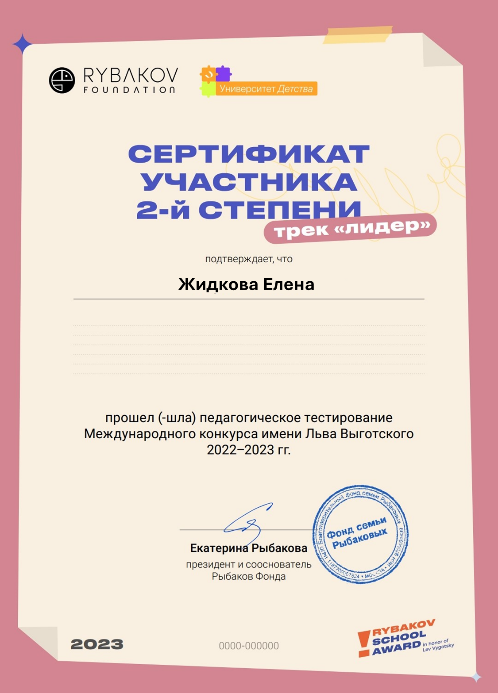 RYBAKOV
FOUNDATION
Университет Детства
СЕРТИФИКАТ
УЧАСТНИКА
2-й СТЕПЕНИ
трек «лидер»
подтверждает, что
Жидкова Елена
прошел (-шла) педагогическое тестирование
Международного конкурса имени Льва Выготского
2022–2023 гг.
Фонд семьи
Рыбаковых
Екатерина Рыбакова
президент и сооснователь
Рыбаков Фонда
2023
0000-000000
RYBAKOV
SCHOOL
AWARD in honor of
Lev Vygotsky